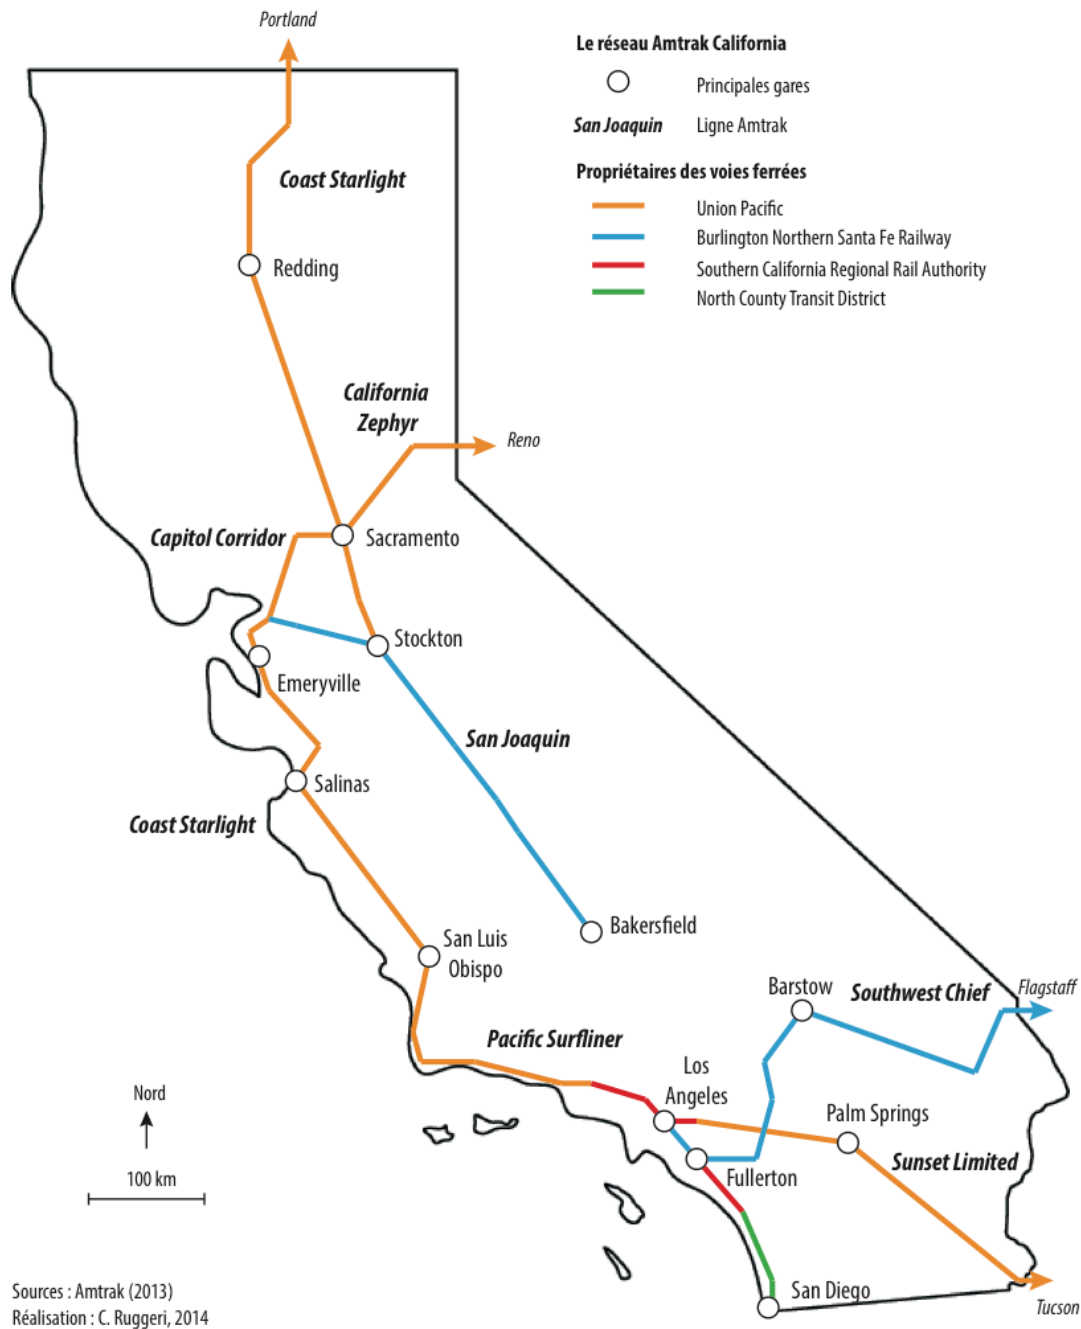 Portland
Le réseau Amtrak California
Principales gares
San Joaquin Ligne Amtrak
Propriétaires des voies ferrées
Union Pacific
Burlington Northern Santa Fe Railway
Southern California Regional Rail Authority
North County Transit District
Coast Starlight
Redding
California
Zephyr
Reno
Capitol Corridor
Sacramento
Stockton
Emeryville
San Joaquin
Salinas
Coast Starlight
Bakersfield
San Luis
Obispo
Barstow
Southwest Chief
Flagstaff
Pacific Surfliner
Los
Angeles
Palm Springs
Sunset Limited
Fullerton
Nord
100 km
San Diego
Tucson
Sources : Amtrak (2013)
Réalisation : C. Ruggeri, 2014